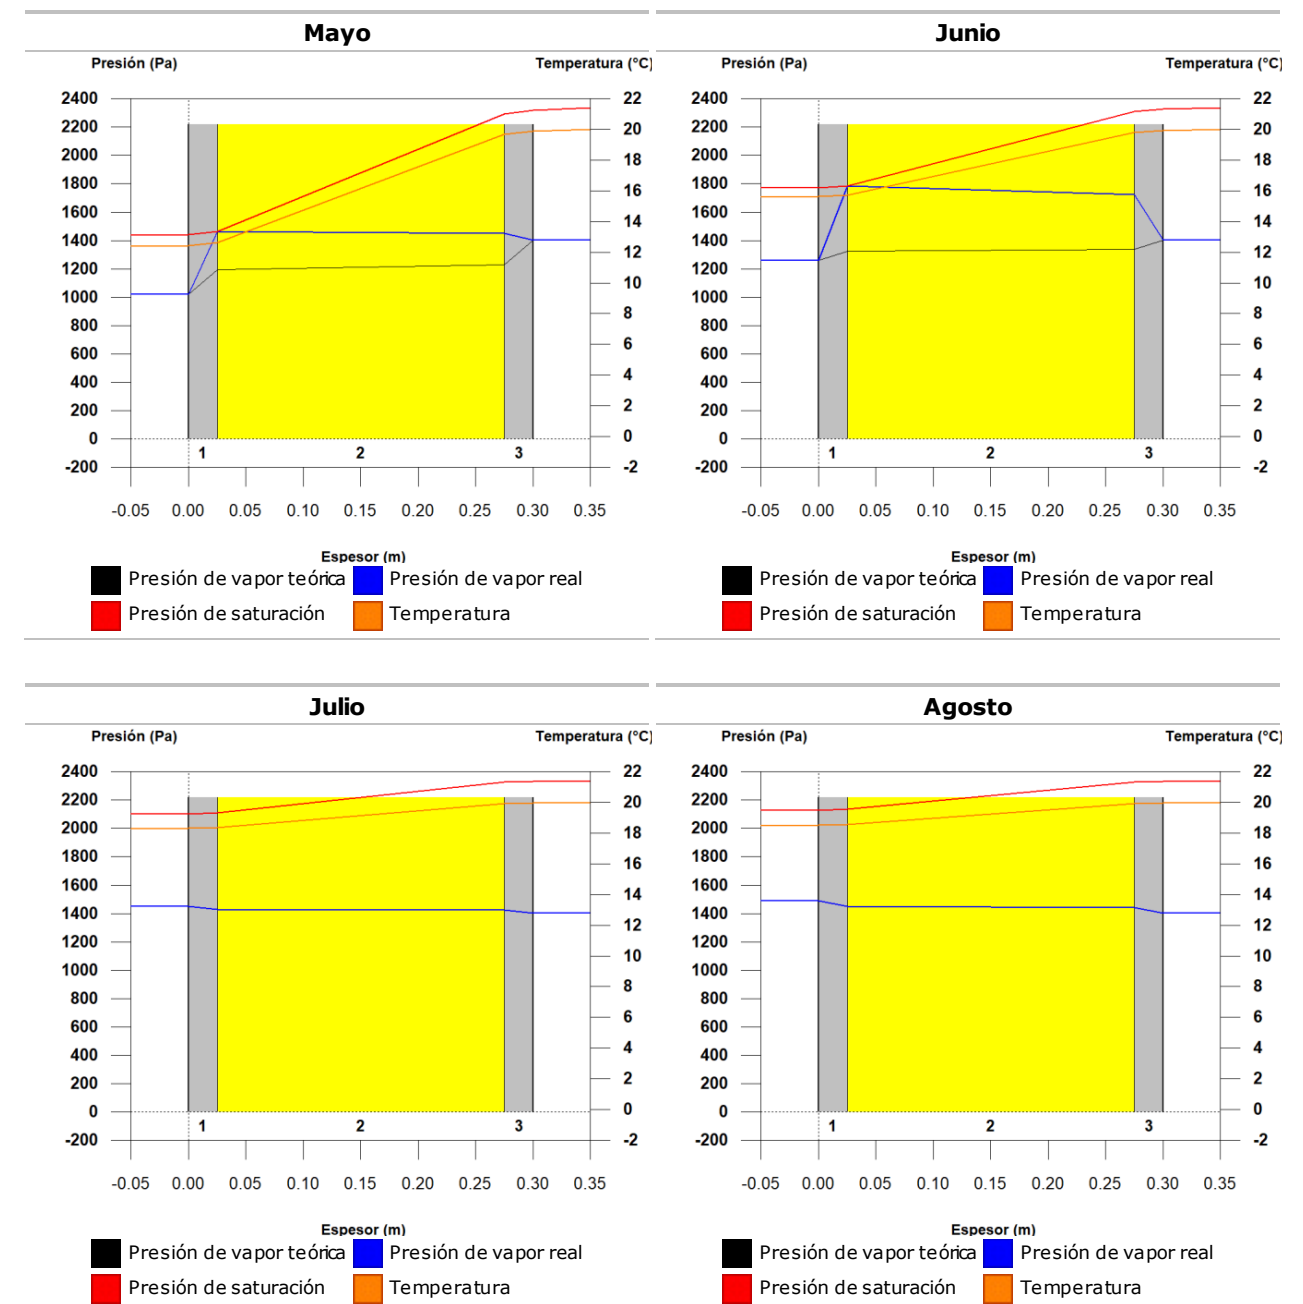 Mayo
Presión (Pa) Temperatura (°C)
2400 22
2200 20
2000 18
1800 16
1600 14
1400 12
1200 10
1000 8
800 6
600 4
400 2
200 0
0 -2
-200
1 2 3
-0.05 0.00 0.05 0.10 0.15 0.20 0.25 0.30 0.35
Espesor (m)
Presión de vapor teórica Presión de vapor real
Presión de saturación Temperatura
Junio
Presión (Pa) Temperatura (°C)
2400 22
2200 20
2000 18
1800 16
1600 14
1400 12
1200 10
1000 8
800 6
600 4
400 2
200 0
0 -2
-200
1 2 3
-0.05 0.00 0.05 0.10 0.15 0.20 0.25 0.30 0.35
Espesor (m)
Presión de vapor teórica Presión de vapor real
Presión de saturación Temperatura
Julio
Presión (Pa) Temperatura (°C)
2400 22
2200 20
2000 18
1800 16
1600 14
1400 12
1200 10
1000 8
800 6
600 4
400 2
200 0
0 -2
-200
1 2 3
-0.05 0.00 0.05 0.10 0.15 0.20 0.25 0.30 0.35
Espesor (m)
Presión de vapor teórica Presión de vapor real
Presión de saturación Temperatura
Agosto
Presión (Pa) Temperatura (°C)
2400 22
2200 20
2000 18
1800 16
1600 14
1400 12
1200 10
1000 8
800 6
600 4
400 2
200 0
0 -2
-200
1 2 3
-0.05 0.00 0.05 0.10 0.15 0.20 0.25 0.30 0.35
Espesor (m)
Presión de vapor teórica Presión de vapor real
Presión de saturación Temperatura